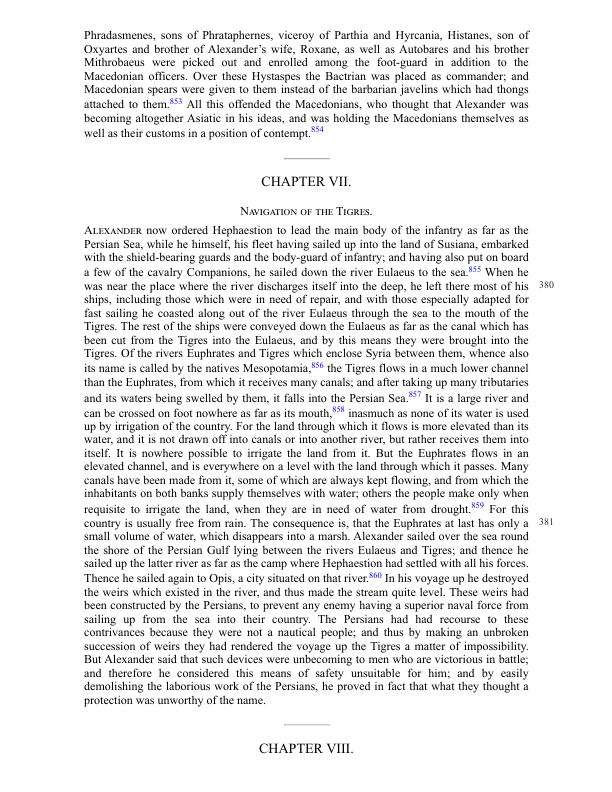 Phradasmenes, sons of Phrataphernes, viceroy of Parthia and Hyrcania, Histanes, son of
Oxyartes and brother of Alexander’s wife, Roxane, as well as Autobares and his brother
Mithrobaeus were picked out and enrolled among the foot-guard in addition to the
Macedonian officers. Over these Hystaspes the Bactrian was placed as commander; and
Macedonian spears were given to them instead of the barbarian javelins which had thongs
attached to them.853 All this offended the Macedonians, who thought that Alexander was
becoming altogether Asiatic in his ideas, and was holding the Macedonians themselves as
well as their customs in a position of contempt.854
CHAPTER VII.
Navigation of the Tigres.
Alexander now ordered Hephaestion to lead the main body of the infantry as far as the
Persian Sea, while he himself, his fleet having sailed up into the land of Susiana, embarked
with the shield-bearing guards and the body-guard of infantry; and having also put on board
a few of the cavalry Companions, he sailed down the river Eulaeus to the sea.855 When he
was near the place where the river discharges itself into the deep, he left there most of his 380
ships, including those which were in need of repair, and with those especially adapted for
fast sailing he coasted along out of the river Eulaeus through the sea to the mouth of the
Tigres. The rest of the ships were conveyed down the Eulaeus as far as the canal which has
been cut from the Tigres into the Eulaeus, and by this means they were brought into the
Tigres. Of the rivers Euphrates and Tigres which enclose Syria between them, whence also
its name is called by the natives Mesopotamia,856 the Tigres flows in a much lower channel
than the Euphrates, from which it receives many canals; and after taking up many tributaries
and its waters being swelled by them, it falls into the Persian Sea.857 It is a large river and
can be crossed on foot nowhere as far as its mouth,858 inasmuch as none of its water is used
up by irrigation of the country. For the land through which it flows is more elevated than its
water, and it is not drawn off into canals or into another river, but rather receives them into
itself. It is nowhere possible to irrigate the land from it. But the Euphrates flows in an
elevated channel, and is everywhere on a level with the land through which it passes. Many
canals have been made from it, some of which are always kept flowing, and from which the
inhabitants on both banks supply themselves with water; others the people make only when
requisite to irrigate the land, when they are in need of water from drought.859 For this
country is usually free from rain. The consequence is, that the Euphrates at last has only a 381
small volume of water, which disappears into a marsh. Alexander sailed over the sea round
the shore of the Persian Gulf lying between the rivers Eulaeus and Tigres; and thence he
sailed up the latter river as far as the camp where Hephaestion had settled with all his forces.
Thence he sailed again to Opis, a city situated on that river.860 In his voyage up he destroyed
the weirs which existed in the river, and thus made the stream quite level. These weirs had
been constructed by the Persians, to prevent any enemy having a superior naval force from
sailing up from the sea into their country. The Persians had had recourse to these
contrivances because they were not a nautical people; and thus by making an unbroken
succession of weirs they had rendered the voyage up the Tigres a matter of impossibility.
But Alexander said that such devices were unbecoming to men who are victorious in battle;
and therefore he considered this means of safety unsuitable for him; and by easily
demolishing the laborious work of the Persians, he proved in fact that what they thought a
protection was unworthy of the name.
CHAPTER VIII.